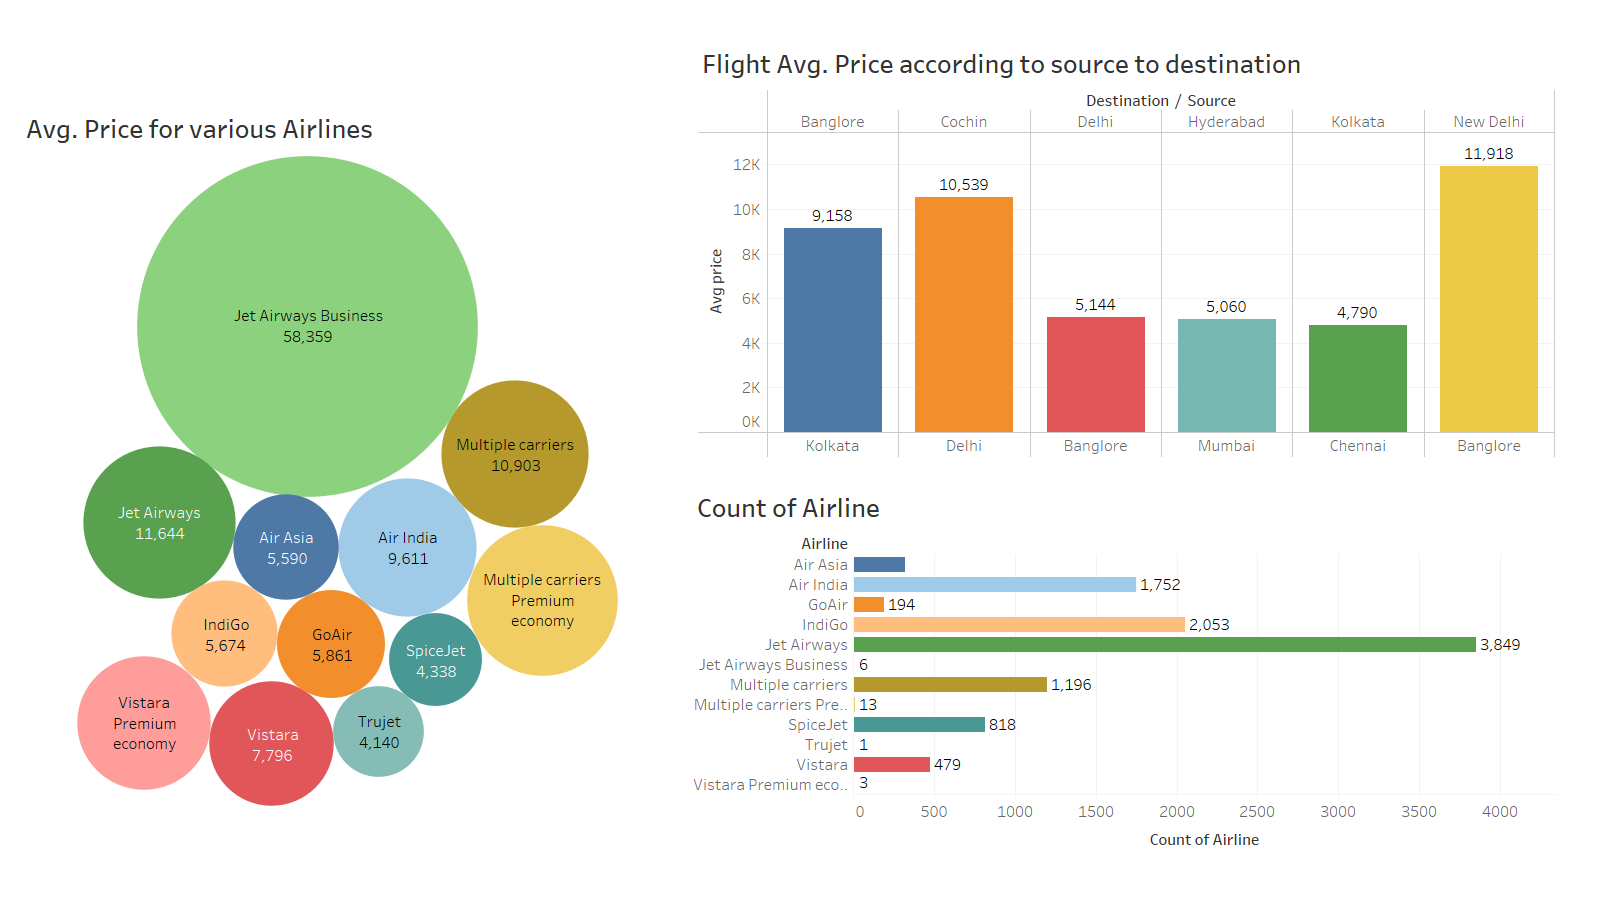 Avg. Price for various Airlines
Jet Airways Business
58,359
Multiple carriers
10,903
Jet Airways
11,644
Air Asia
5,590
Air India
9,611
Multiple carriers
Premium
economy
IndiGo
5,674
GoAir
5,861
SpiceJet
4,338
Vistara
Premium
economy
Vistara
7,796
Trujet
4,140
Flight Avg. Price according to source to destination
Destination / Source
Banglore Cochin Delhi Hyderabad Kolkata New Delhi
Avg price
12K
10K
8K
6K
4K
2K
0K
9,158
10,539
5,144
5,060
4,790
11,918
Kolkata Delhi Banglore Mumbai Chennai Banglore
Count of Airline
Airline
Air Asia
Air India 1,752
GoAir 194
IndiGo 2,053
Jet Airways 3,849
Jet Airways Business 6
Multiple carriers 1,196
Multiple carriers Pre.. 13
SpiceJet 818
Trujet 1
Vistara 479
Vistara Premium eco.. 3
0 500 1000 1500 2000 2500 3000 3500 4000
Count of Airline